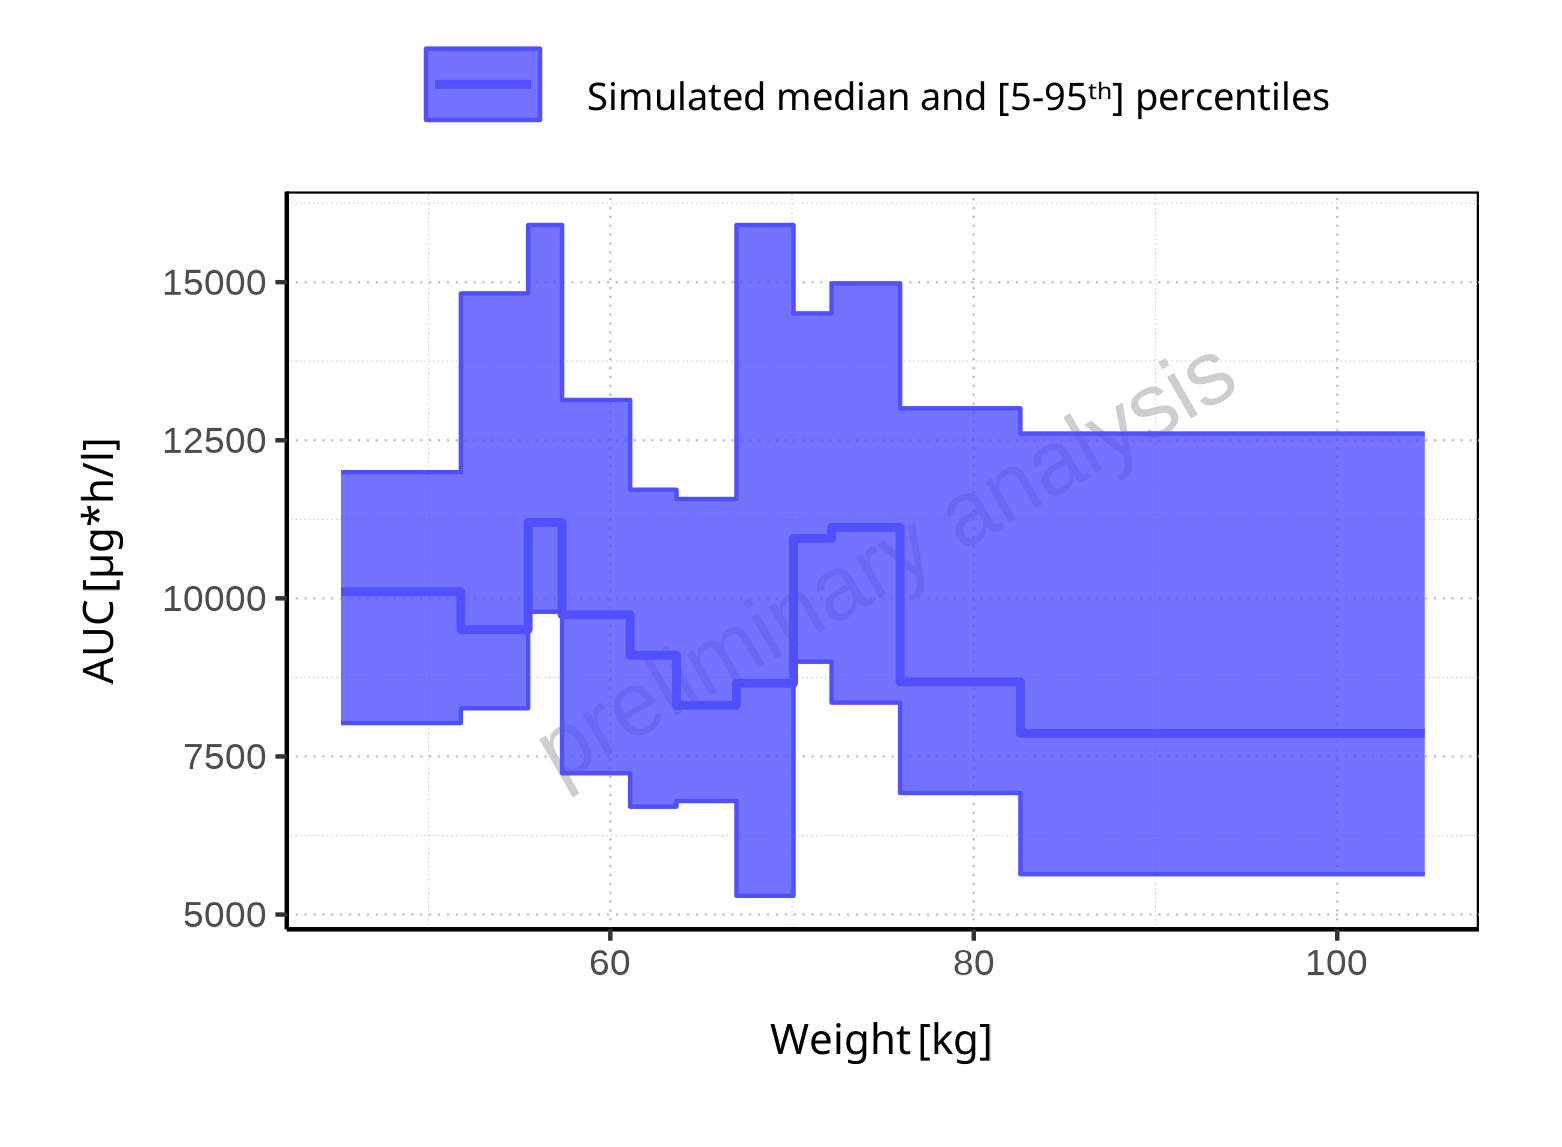 Simulated median and [5-95ᵗʰ] percentiles
15000
12500
10000
7500
5000
AUC [µg*h/l]
preliminary analysis
60 80 100
Weight [kg]